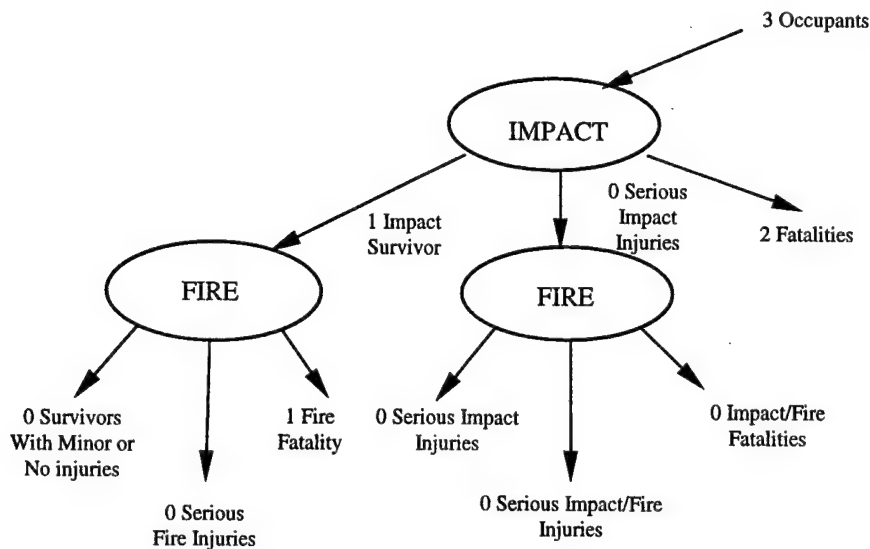 3 Occupants
IMPACT
1 Impact
Survivor
0 Serious
Impact
Injuries
2 Fatalities
FIRE
FIRE
0 Survivors
With Minor or
No injuries
1 Fire
Fatality
0 Serious Impact
Injuries
0 Impact/Fire
Fatalities
0 Serious
Fire Injuries
0 Serious Impact/Fire
Injuries